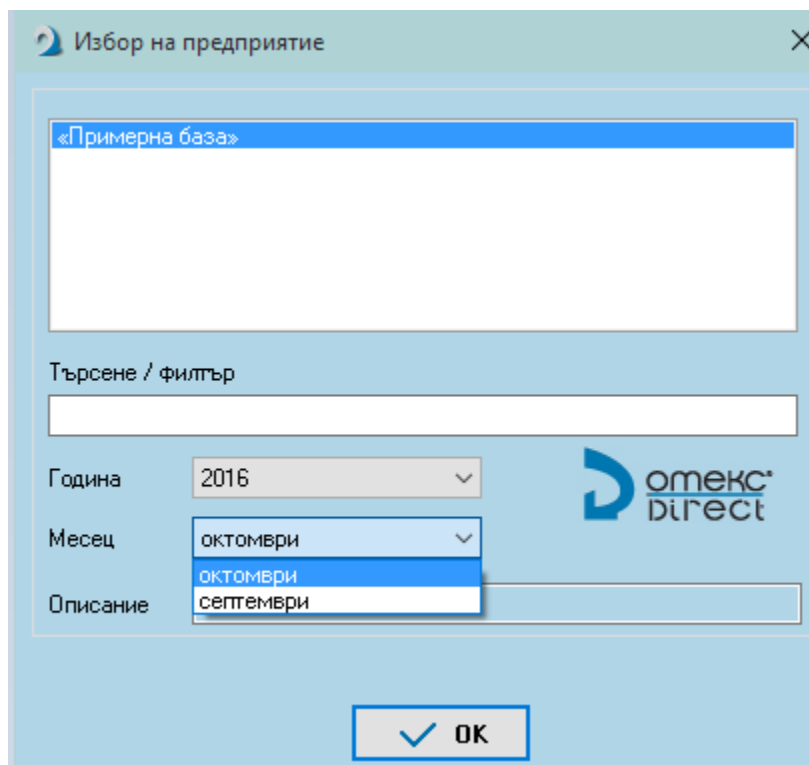 Избор на предприятие
«Примерна база»
Търсене / филтър
Година
2016
омекс
Direct
Месец
октомври
октомври
септември
Описание
OK